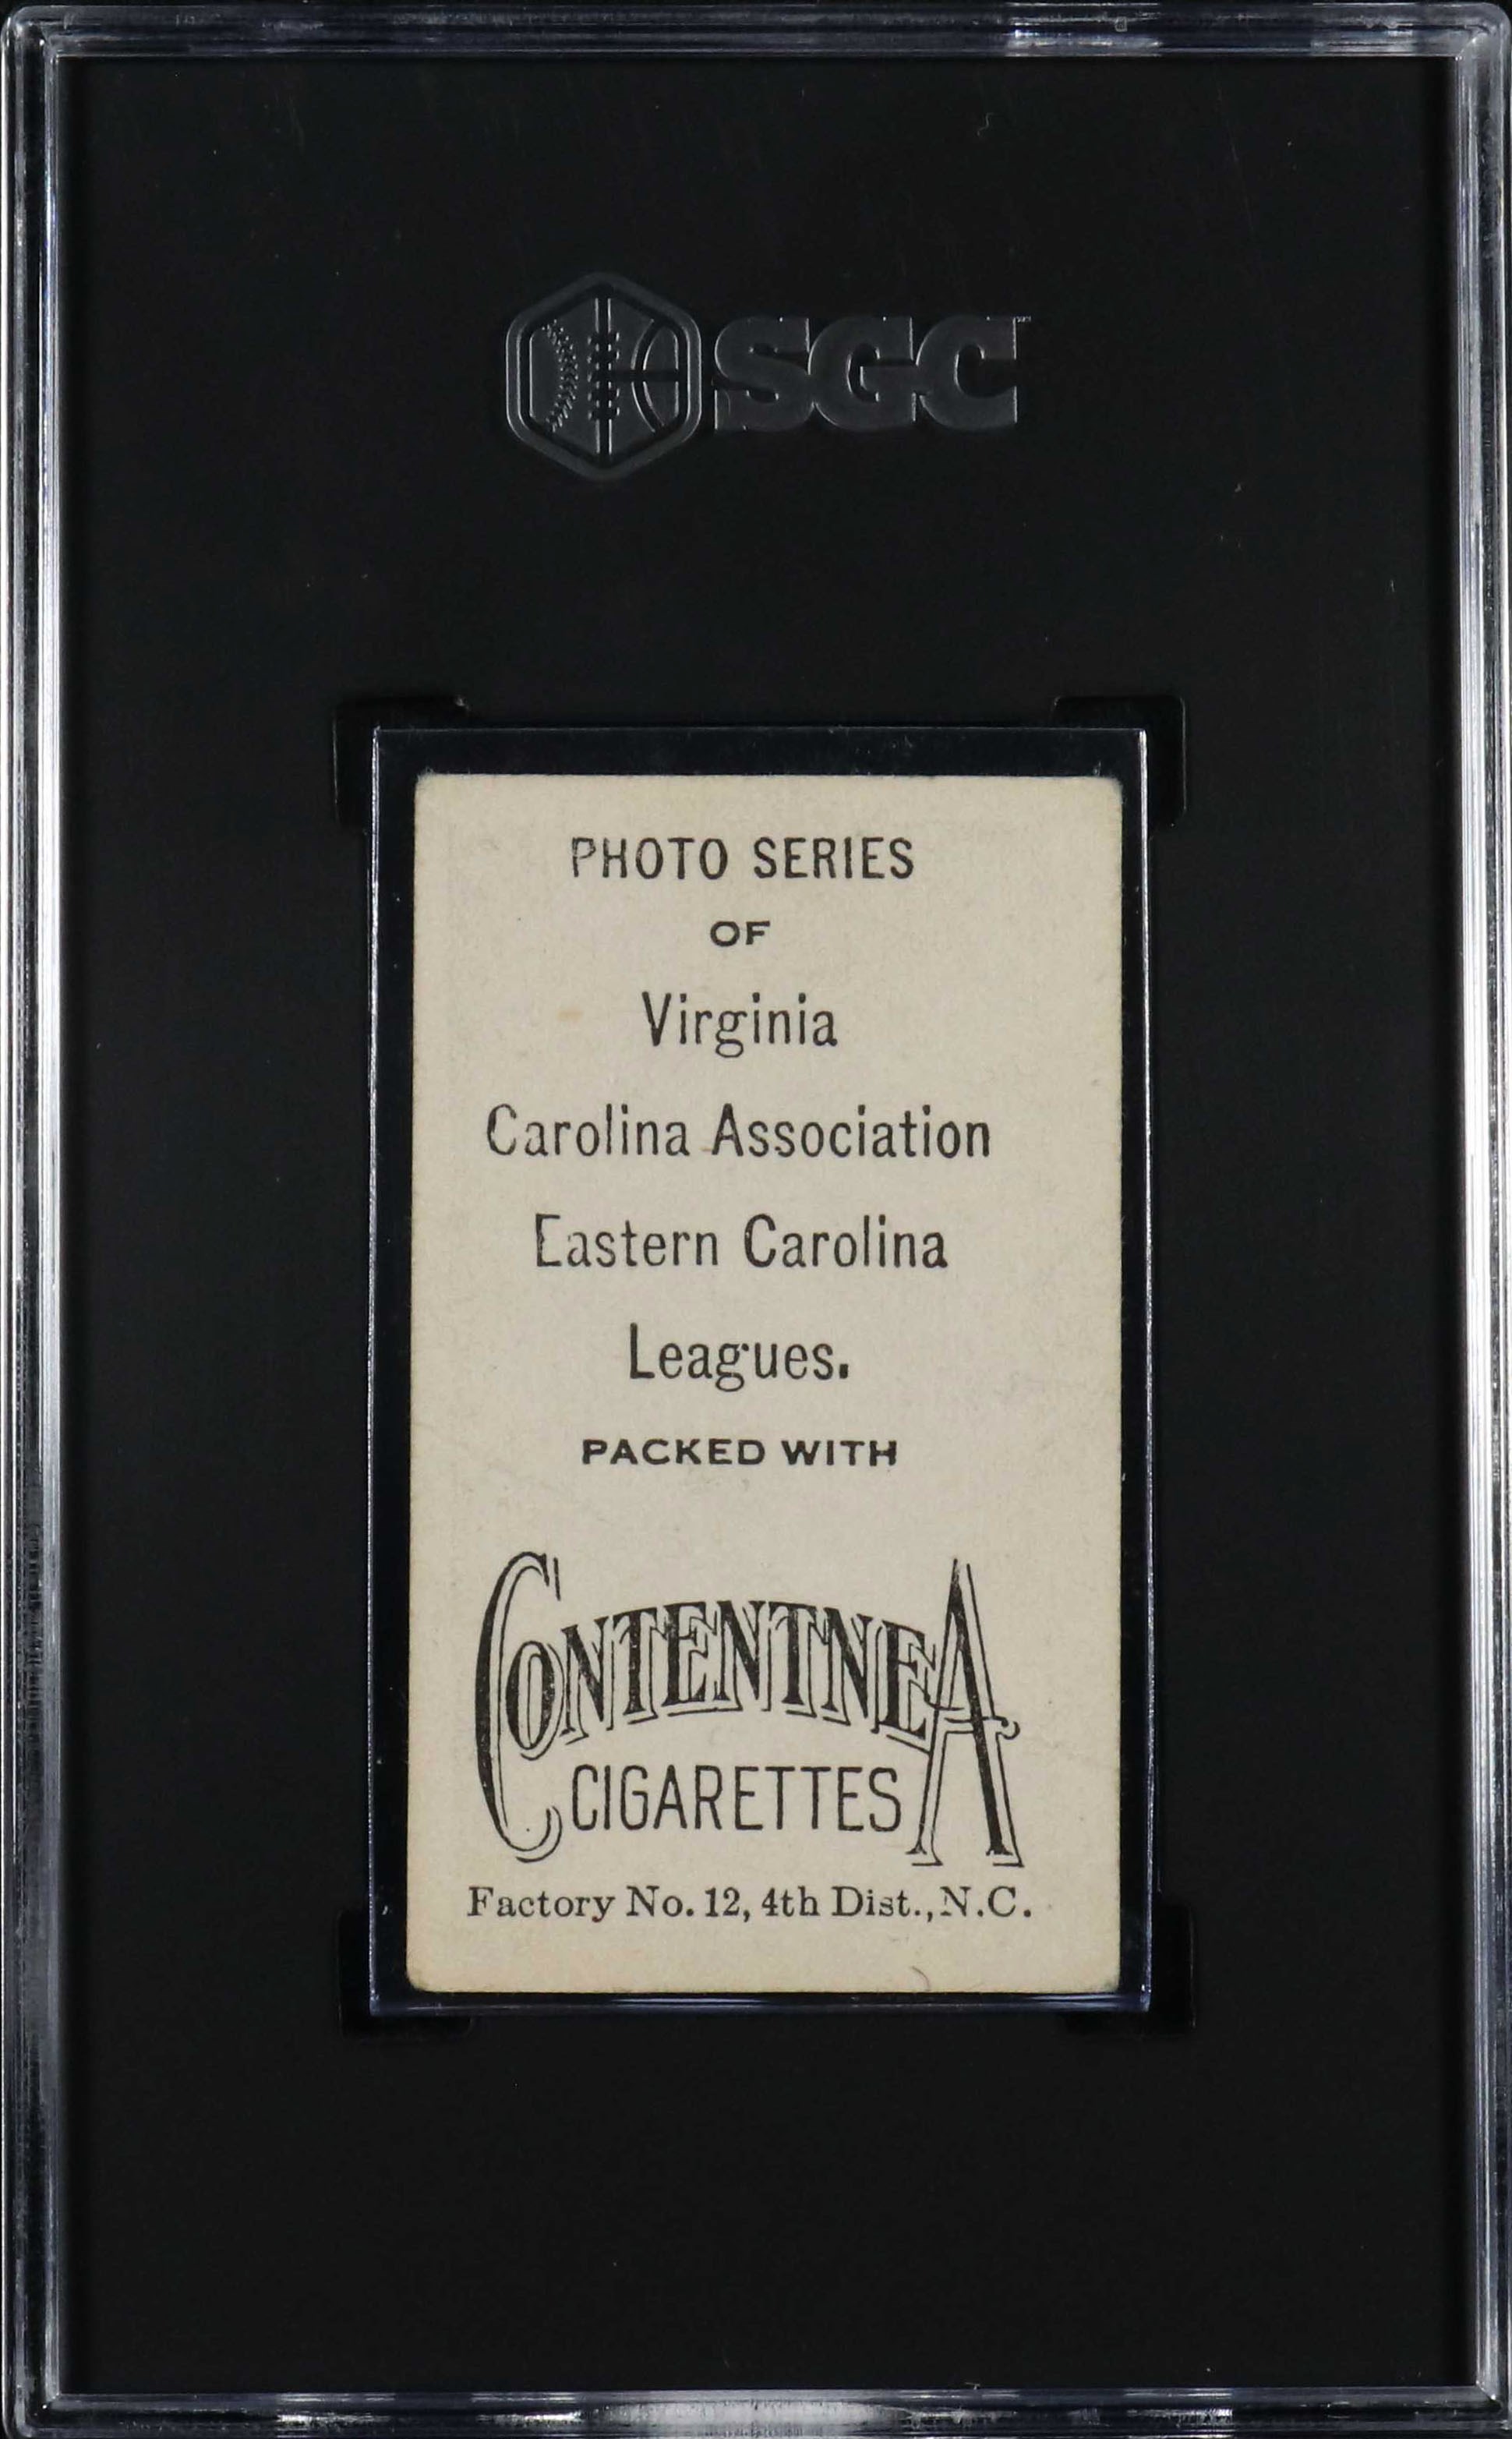 SGC
PHOTO SERIES
OF
Virginia
Carolina Association
Eastern Carolina
Leagues.
PACKED WITH
CONTENTNEA
CIGARETTES
Factory No. 12, 4th Dist., N.C.